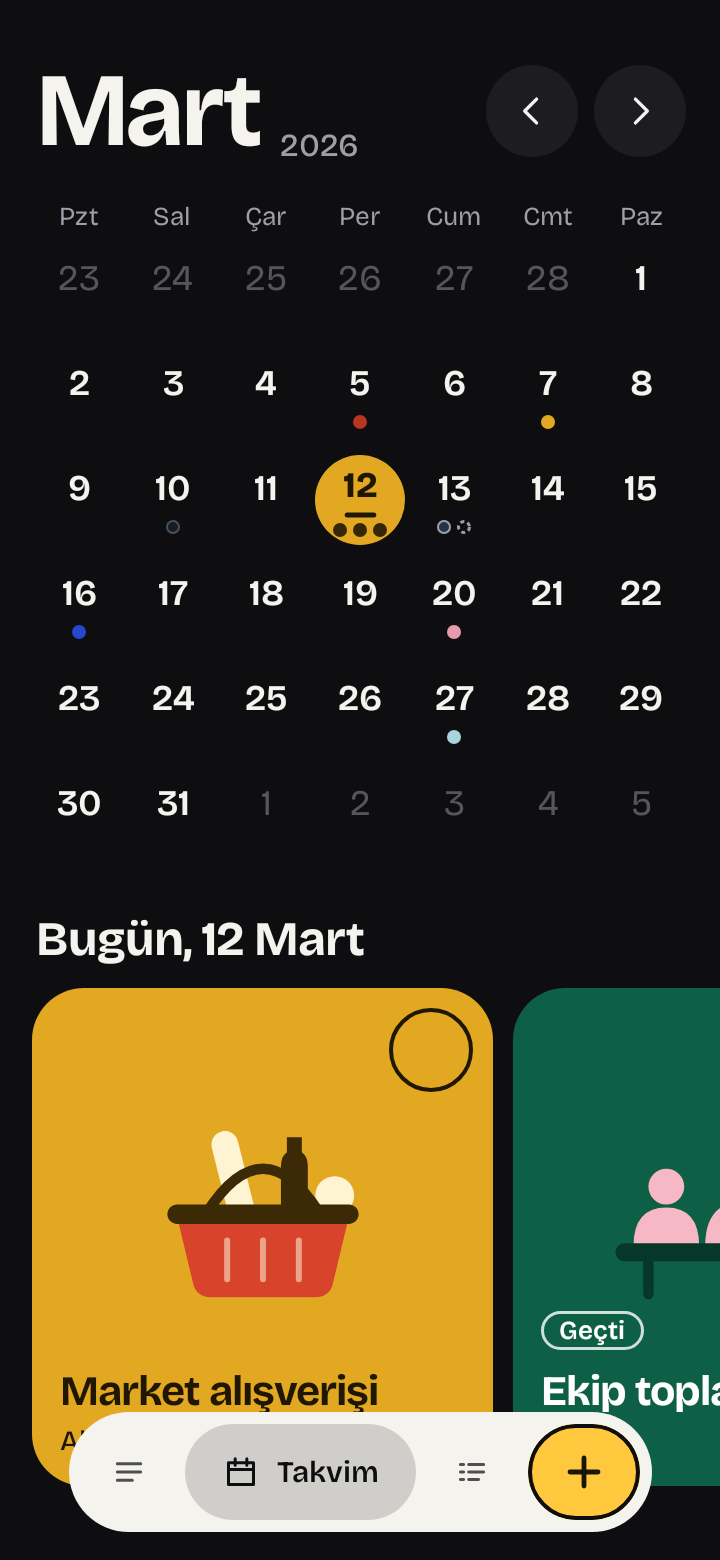 Mart 2026
Pzt Sal Çar Per Cum Cmt Paz
23 24 25 26 27 28 1
2 3 4 5 6 7 8
9 10 11 12 13 14 15
16 17 18 19 20 21 22
23 24 25 26 27 28 29
30 31 1 2 3 4 5
Bugün, 12 Mart
Market alışverişi
Geçti
Ekip
Takvim